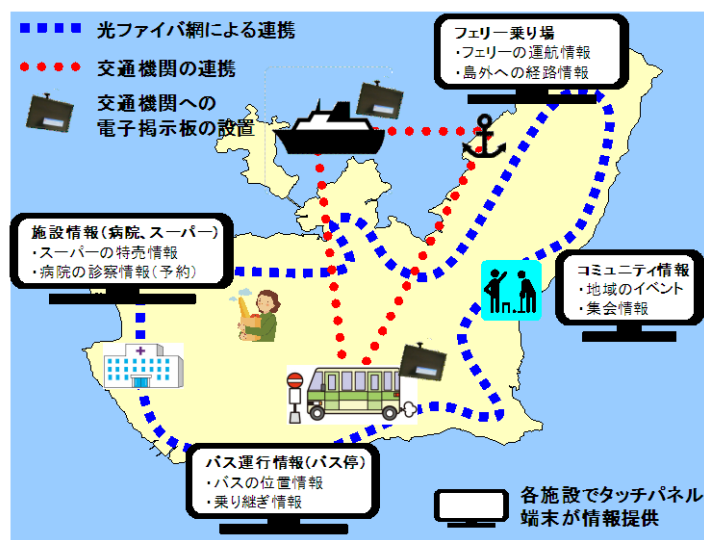 光ファイバ網による連携
交通機関の連携
交通機関への
電子掲示板の設置
フェリー乗り場
・フェリーの運航情報
・島外への経路情報
施設情報(病院、スーパー)
・スーパーの特売情報
・病院の診察情報(予約)
コミュニティ情報
・地域のイベント
・集会情報
バス運行情報(バス停)
・バスの位置情報
・乗り継ぎ情報
各施設でタッチパネル
端末が情報提供